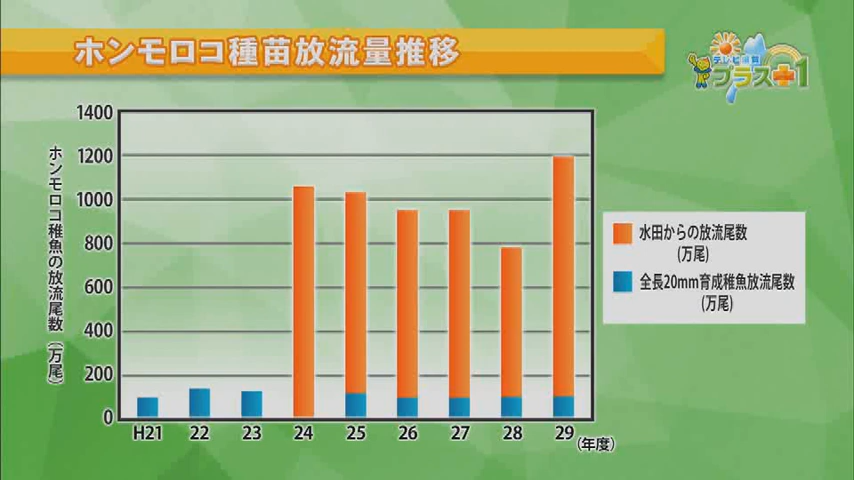 ホンモロコ種苗放流量推移
テレビ滋賀
プラス+1
1400
1200
1000
800
600
400
200
0
ホンモロコ稚魚の放流尾数(万尾)
H21 22 23 24 25 26 27 28 29 (年度)
水田からの放流尾数
(万尾)
全長20mm育成稚魚放流尾数
(万尾)